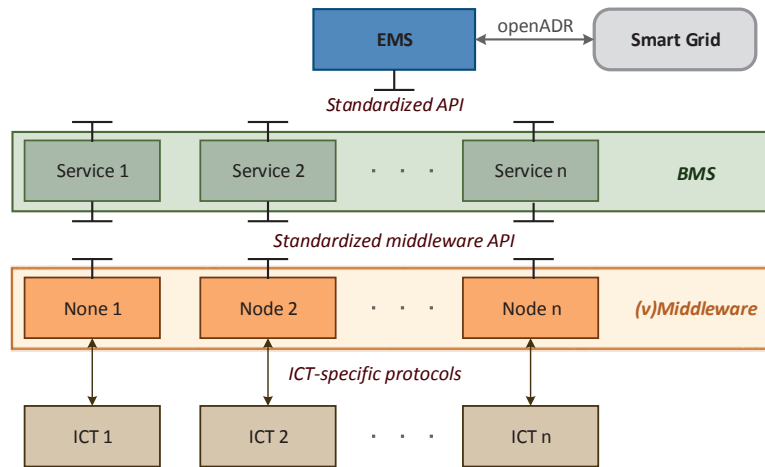 EMS
openADR
Smart Grid
Standardized API
Service 1
Service 2
. . .
Service n
BMS
Standardized middleware API
None 1
Node 2
. . .
Node n
(v)Middleware
ICT-specific protocols
ICT 1
ICT 2
. . .
ICT n